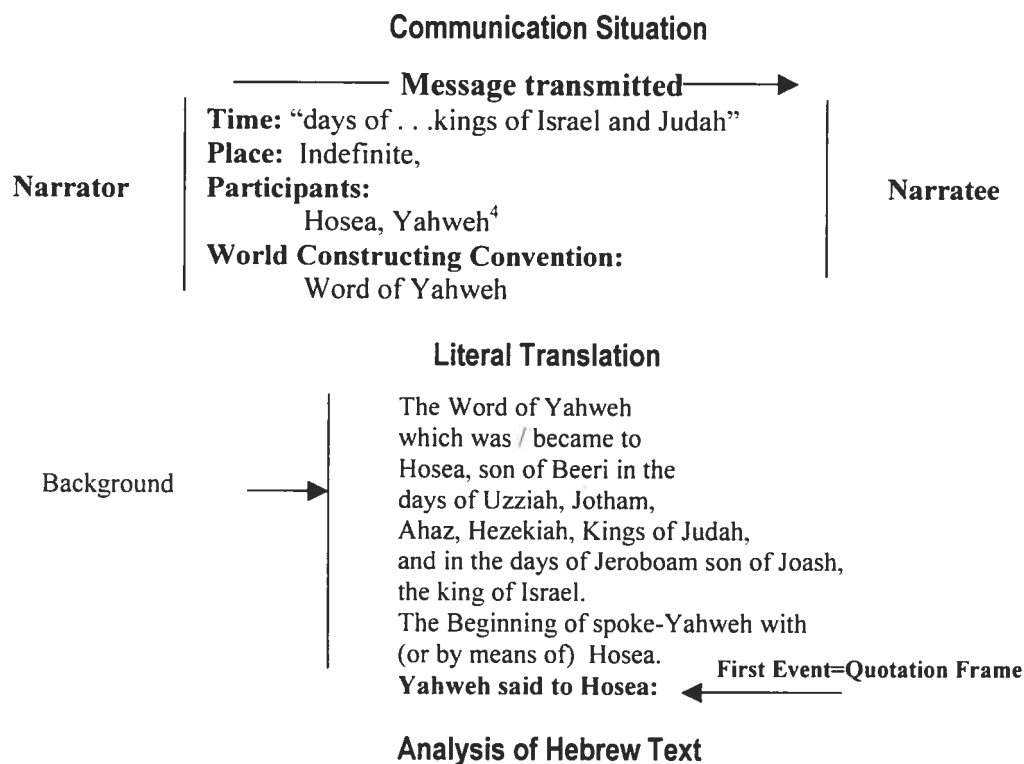 Communication Situation
Message transmitted
Time: “days of . . .kings of Israel and Judah”
Place: Indefinite,
Narrator
Participants:
Narratee
Hosea, Yahweh⁴
World Constructing Convention:
Word of Yahweh
Literal Translation
The Word of Yahweh
which was / became to
Hosea, son of Beeri in the
Background
days of Uzziah, Jotham,
Ahaz, Hezekiah, Kings of Judah,
and in the days of Jeroboam son of Joash,
the king of Israel.
The Beginning of spoke-Yahweh with
(or by means of) Hosea.
Yahweh said to Hosea:
First Event=Quotation Frame
Analysis of Hebrew Text